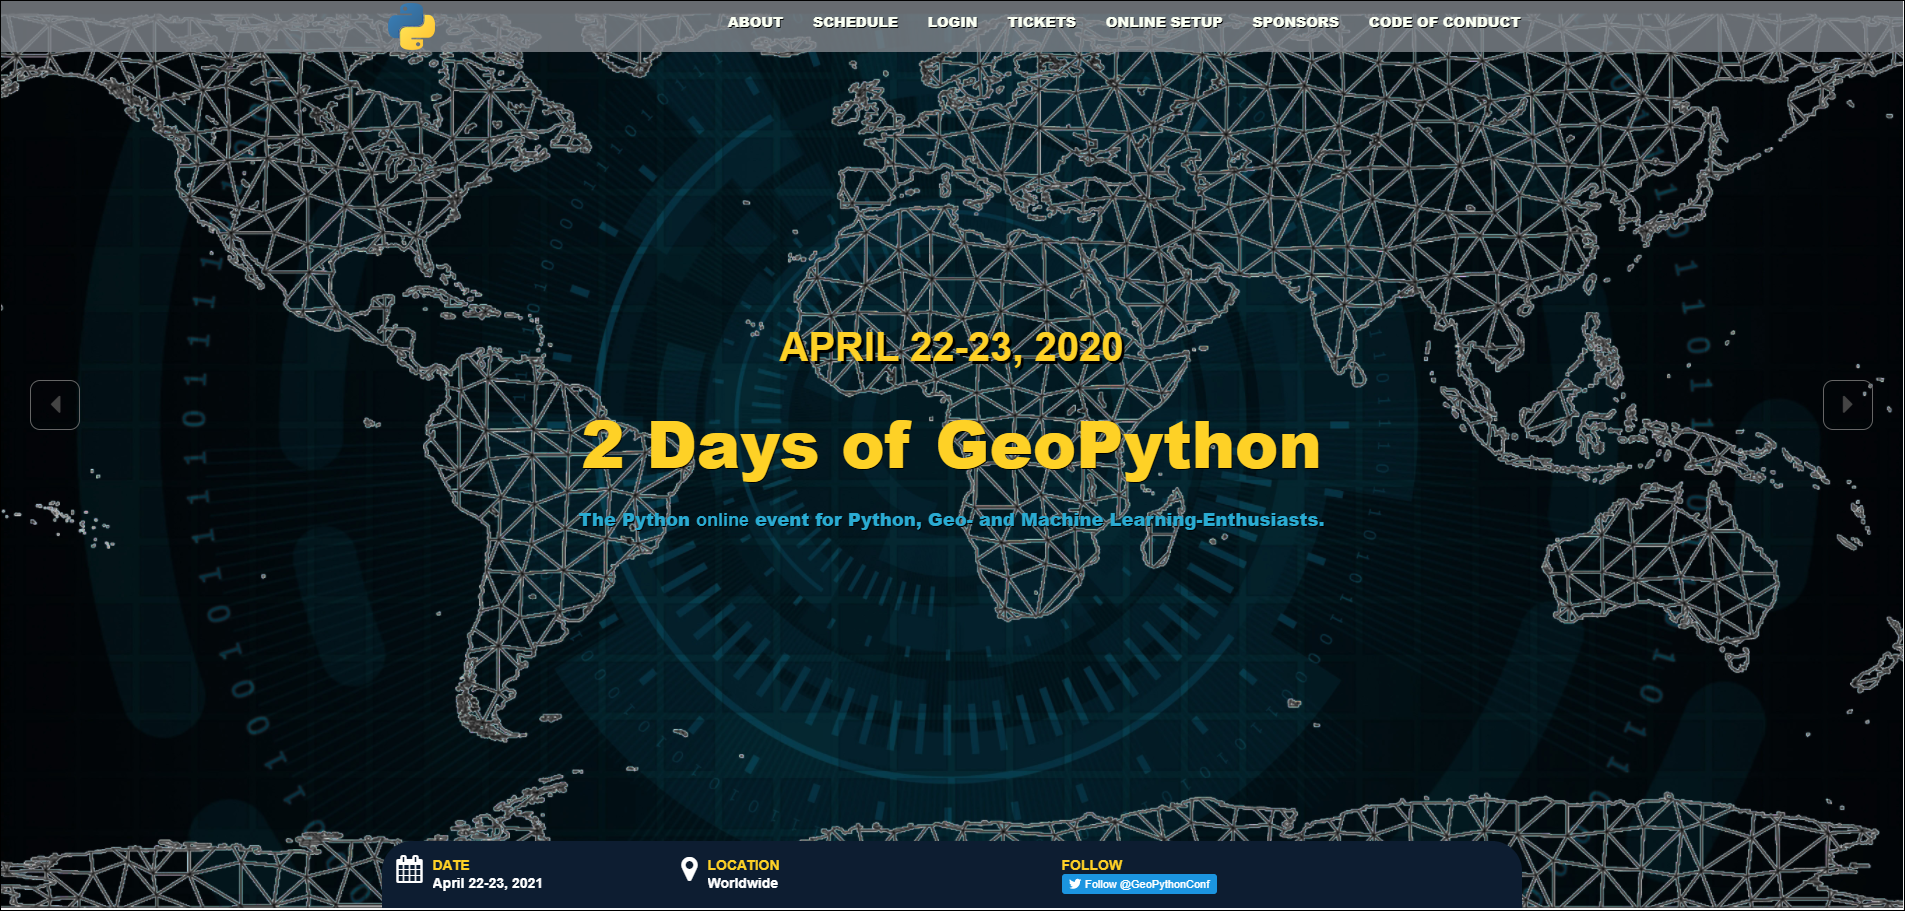 ABOUT SCHEDULE LOGIN TICKETS ONLINE SETUP SPONSORS CODE OF CONDUCT
APRIL 22-23, 2020
2 Days of GeoPython
The Python online event for Python, Geo- and Machine Learning-Enthusiasts.
DATE
April 22-23, 2021
LOCATION
Worldwide
FOLLOW
Follow @GeoPythonConf